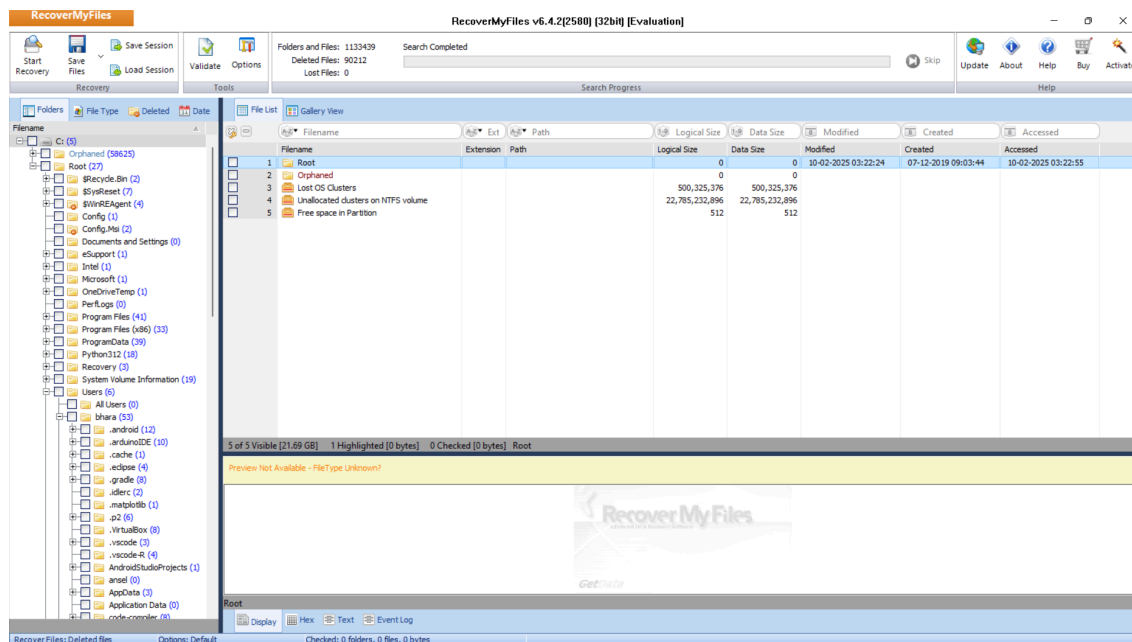 RecoverMyFiles
RecoverMyFiles v6.4.2(2580) (32bit) [Evaluation]
Start Recovery
Save Files
Save Session
Load Session
Validate
Options
Folders and Files: 1133439
Deleted Files: 90212
Lost Files: 0
Search Completed
Skip
Update
About
Help
Buy
Activate
Recovery
Tools
Search Progress
Help
Folders
File Type
Deleted
Date
Filename
C: (5)
Orphaned (58625)
Root (27)
$Recycle.Bin (2)
$SysReset (7)
$WinREAgent (4)
Config (1)
Config.Msi (2)
Documents and Settings (0)
eSupport (1)
Intel (1)
Microsoft (1)
OneDriveTemp (1)
PerfLogs (0)
Program Files (41)
Program Files (x86) (33)
ProgramData (39)
Python312 (18)
Recovery (3)
System Volume Information (19)
Users (6)
All Users (0)
bhara (53)
.android (12)
.arduinoIDE (10)
.cache (1)
.eclipse (4)
.gradle (8)
.idlerc (2)
.matplotlib (1)
.p2 (6)
.VirtualBox (8)
.vscode (3)
.vscode-R (4)
AndroidStudioProjects (1)
ansel (0)
AppData (3)
Application Data (0)
code-compiler (8)
File List
Gallery View
Filename Ext Path Logical Size Data Size Modified Created Accessed
Filename Extension Path Logical Size Data Size Modified Created Accessed
1 Root 0 0 10-02-2025 03:22:24 07-12-2019 09:03:44 10-02-2025 03:22:55
2 Orphaned 0 0
3 Lost OS Clusters 500,325,376 500,325,376
4 Unallocated clusters on NTFS volume 22,785,232,896 22,785,232,896
5 Free space in Partition 512 512
5 of 5 Visible [21.69 GB] 1 Highlighted [0 bytes] 0 Checked [0 bytes] Root
Preview Not Available - FileType Unknown?
Recover My Files
GetData
Root
Display
Hex
Text
Event Log
Recover Files: Deleted files
Options: Default
Checked: 0 folders, 0 files, 0 bytes